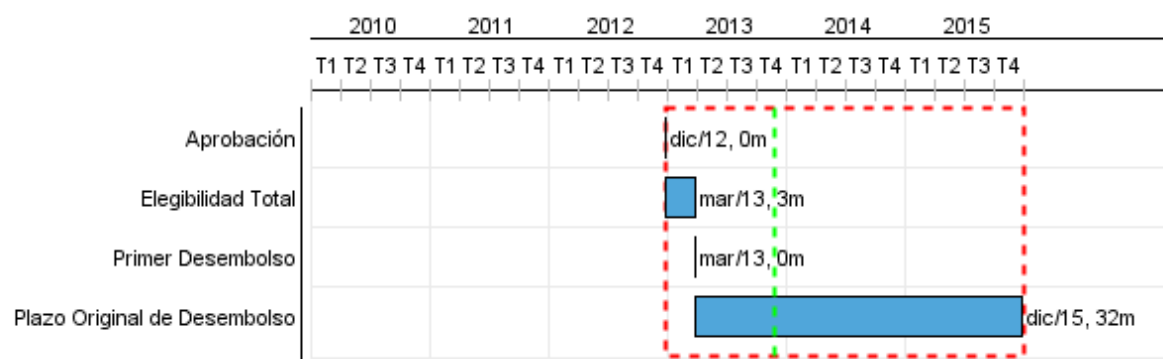 2010 2011 2012 2013 2014 2015
T1 T2 T3 T4 T1 T2 T3 T4 T1 T2 T3 T4 T1 T2 T3 T4 T1 T2 T3 T4 T1 T2 T3 T4
Aprobación dic/12, 0m
Elegibilidad Total mar/13, 3m
Primer Desembolso mar/13, 0m
Plazo Original de Desembolso dic/15, 32m